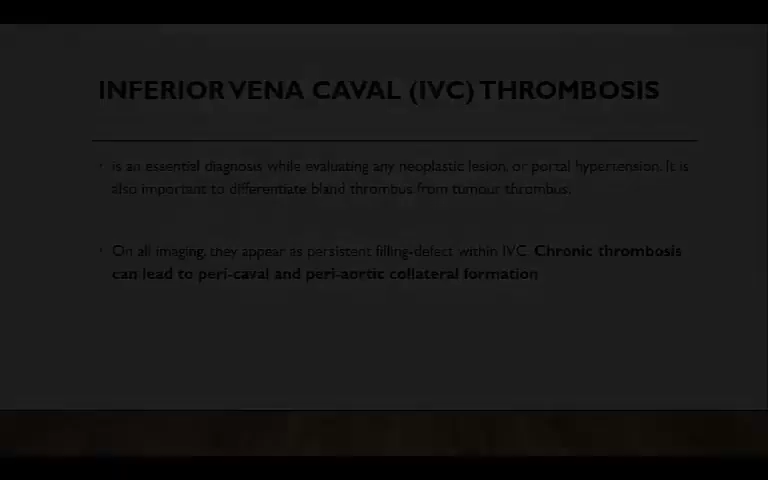 INFERIOR VENA CAVAL (IVC) THROMBOSIS
• is an essential diagnosis while evaluating any neoplastic lesion, or portal hypertension. It is
also important to differentiate bland thrombus from tumour thrombus.
• On all imaging, they appear as persistent filling-defect within IVC. Chronic thrombosis
can lead to peri-caval and peri-aortic collateral formation